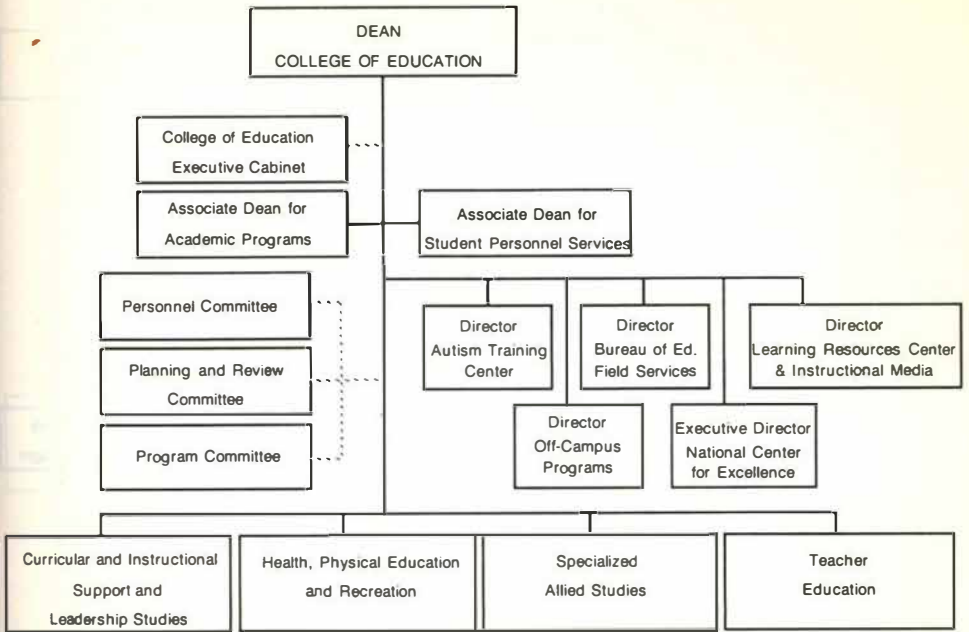 DEAN
COLLEGE OF EDUCATION
College of Education
Executive Cabinet
Associate Dean for
Academic Programs
Associate Dean for
Student Personnel Services
Personnel Committee
Planning and Review
Committee
Program Committee
Director
Autism Training
Center
Director
Bureau of Ed.
Field Services
Director
Learning Resources Center
& Instructional Media
Director
Off-Campus
Programs
Executive Director
National Center
for Excellence
Curricular and Instructional
Support and
Leadership Studies
Health, Physical Education
and Recreation
Specialized
Allied Studies
Teacher
Education